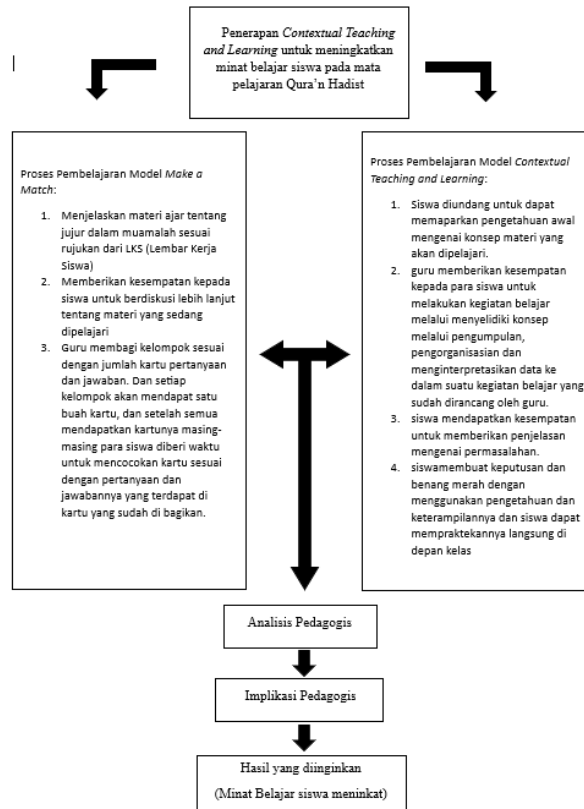 Penerapan Contextual Teaching
and Learning untuk meningkatkan
minat belajar siswa pada mata
pelajaran Qura'n Hadist
Proses Pembelajaran Model Make a
Match:
1. Menjelaskan materi ajar tentang
jujur dalam muamalah sesuai
rujukan dari LKS (Lembar Kerja
Siswa)
2. Memberikan kesempatan kepada
siswa untuk berdiskusi lebih lanjut
tentang materi yang sedang
dipelajari
3. Guru membagi kelompok sesuai
dengan jumlah kartu pertanyaan
dan jawaban. Dan setiap
kelompok akan mendapat satu
buah kartu, dan setelah semua
mendapatkan kartunya masing-
masing para siswa diberi waktu
untuk mencocokan kartu sesuai
dengan pertanyaan dan
jawabannya yang terdapat di
kartu yang sudah di bagikan.
Proses Pembelajaran Model Contextual
Teaching and Learning:
1. Siswa diundang untuk dapat
memaparkan pengetahuan awal
mengenai konsep materi yang
akan dipelajari.
2. guru memberikan kesempatan
kepada para siswa untuk
melakukan kegiatan belajar
melalui menyelidiki konsep
melalui pengumpulan,
pengorganisasian dan
menginterpretasikan data ke
dalam suatu kegiatan belajar yang
sudah dirancang oleh guru.
3. siswa mendapatkan kesempatan
untuk memberikan penjelasan
mengenai permasalahan.
4. siswamembuat keputusan dan
benang merah dengan
menggunakan pengetahuan dan
keterampilannya dan siswa dapat
mempraktekannya langsung di
depan kelas
Analisis Pedagogis
Implikasi Pedagogis
Hasil yang diinginkan
(Minat Belajar siswa meninkat)